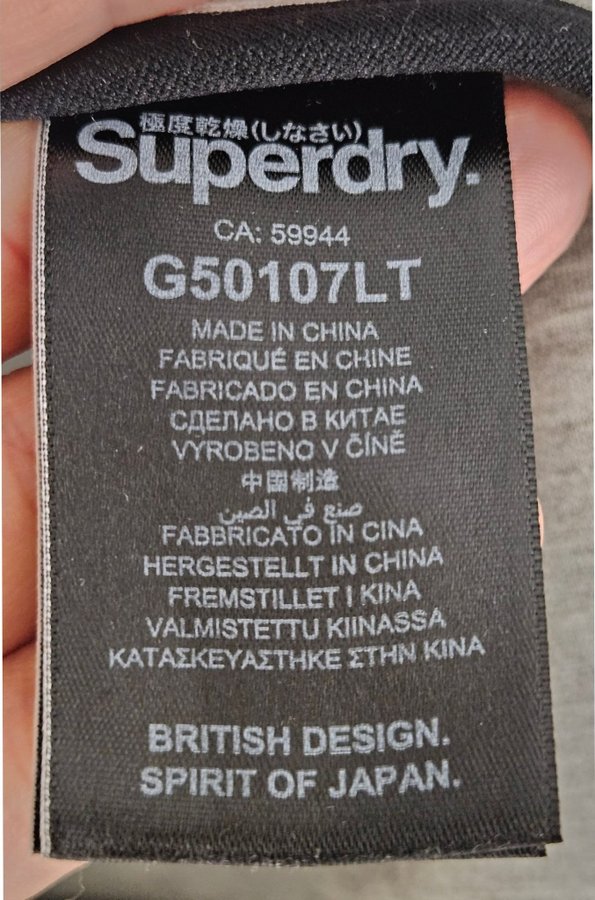 極度乾燥(しなさい)
Superdry.
CA: 59944
G50107LT
MADE IN CHINA
FABRIQUÉ EN CHINE
FABRICADO EN CHINA
СДЕЛАНО В КИТАЕ
VYROBENO V ČÍNĚ
中國制造
صنع في الصين
FABBRICATO IN CINA
HERGESTELLT IN CHINA
FREMSTILLET I KINA
VALMISTETTU KIINASSA
ΚΑΤΑΣΚΕΥΑΣΤΗΚΕ ΣΤΗΝ ΚΙΝΑ
BRITISH DESIGN.
SPIRIT OF JAPAN.